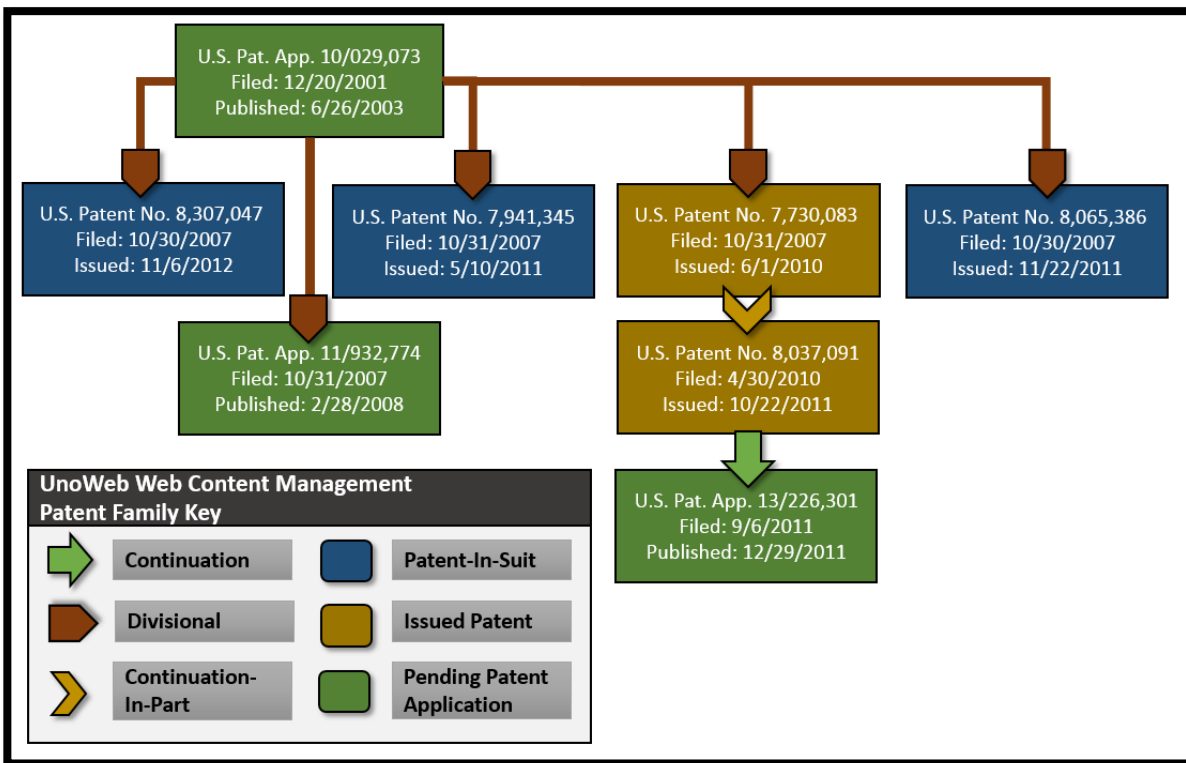 U.S. Pat. App. 10/029,073
Filed: 12/20/2001
Published: 6/26/2003
U.S. Patent No. 8,307,047
Filed: 10/30/2007
Issued: 11/6/2012
U.S. Patent No. 7,941,345
Filed: 10/31/2007
Issued: 5/10/2011
U.S. Patent No. 7,730,083
Filed: 10/31/2007
Issued: 6/1/2010
U.S. Patent No. 8,065,386
Filed: 10/30/2007
Issued: 11/22/2011
U.S. Pat. App. 11/932,774
Filed: 10/31/2007
Published: 2/28/2008
U.S. Patent No. 8,037,091
Filed: 4/30/2010
Issued: 10/22/2011
U.S. Pat. App. 13/226,301
Filed: 9/6/2011
Published: 12/29/2011
UnoWeb Web Content Management
Patent Family Key
Continuation
Patent-In-Suit
Divisional
Issued Patent
Continuation-
In-Part
Pending Patent
Application